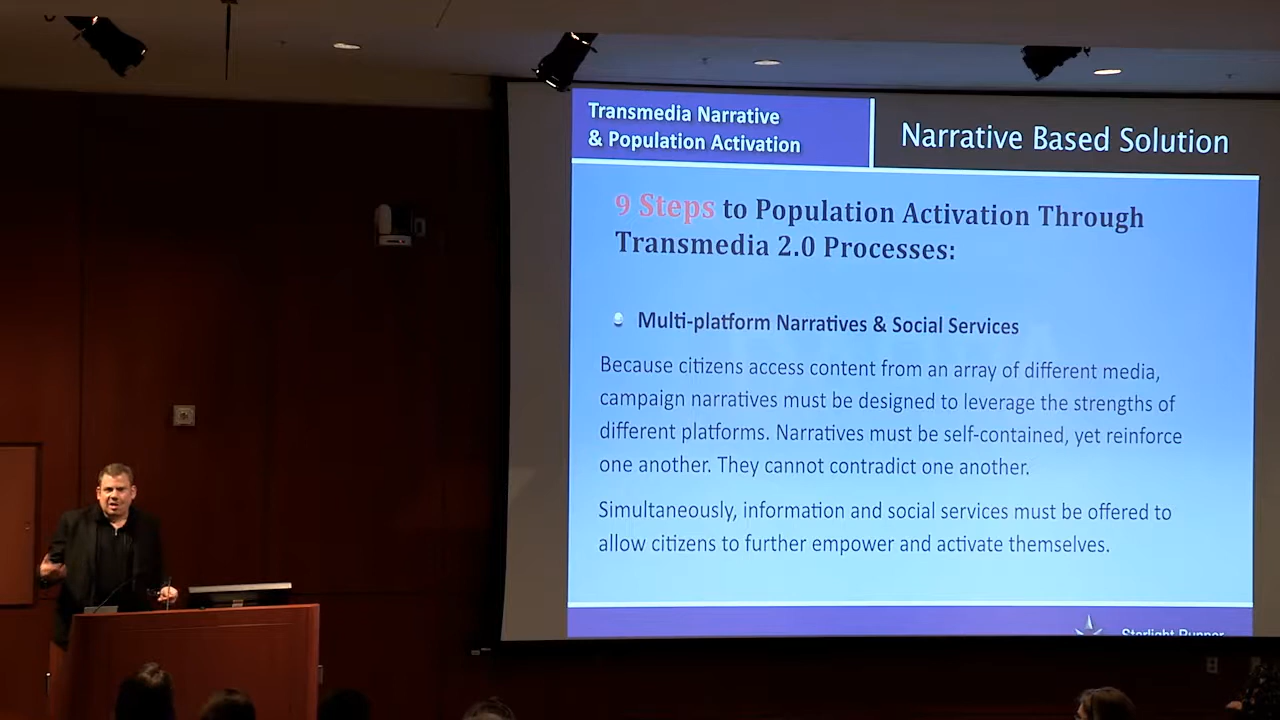 Transmedia Narrative
& Population Activation
Narrative Based Solution
9 Steps to Population Activation Through
Transmedia 2.0 Processes:
Multi-platform Narratives & Social Services
Because citizens access content from an array of different media,
campaign narratives must be designed to leverage the strengths of
different platforms. Narratives must be self-contained, yet reinforce
one another. They cannot contradict one another.
Simultaneously, information and social services must be offered to
allow citizens to further empower and activate themselves.
Starlight Runner